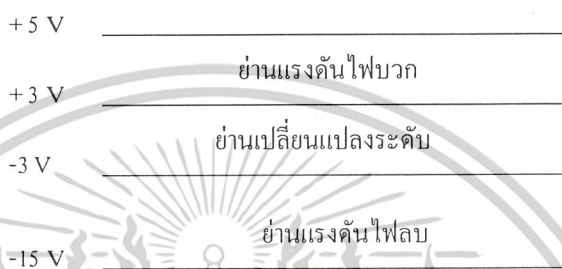 +5 V
ย่านแรงดันไฟบวก
+3 V
ย่านเปลี่ยนแปลงระดับ
-3 V
ย่านแรงดันไฟลบ
-15 V